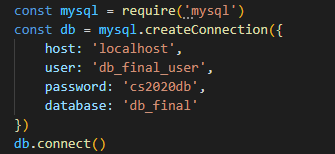 const mysql = require('mysql')
const db = mysql.createConnection({
    host: 'localhost',
    user: 'db_final_user',
    password: 'cs2020db',
    database: 'db_final'
})
db.connect()